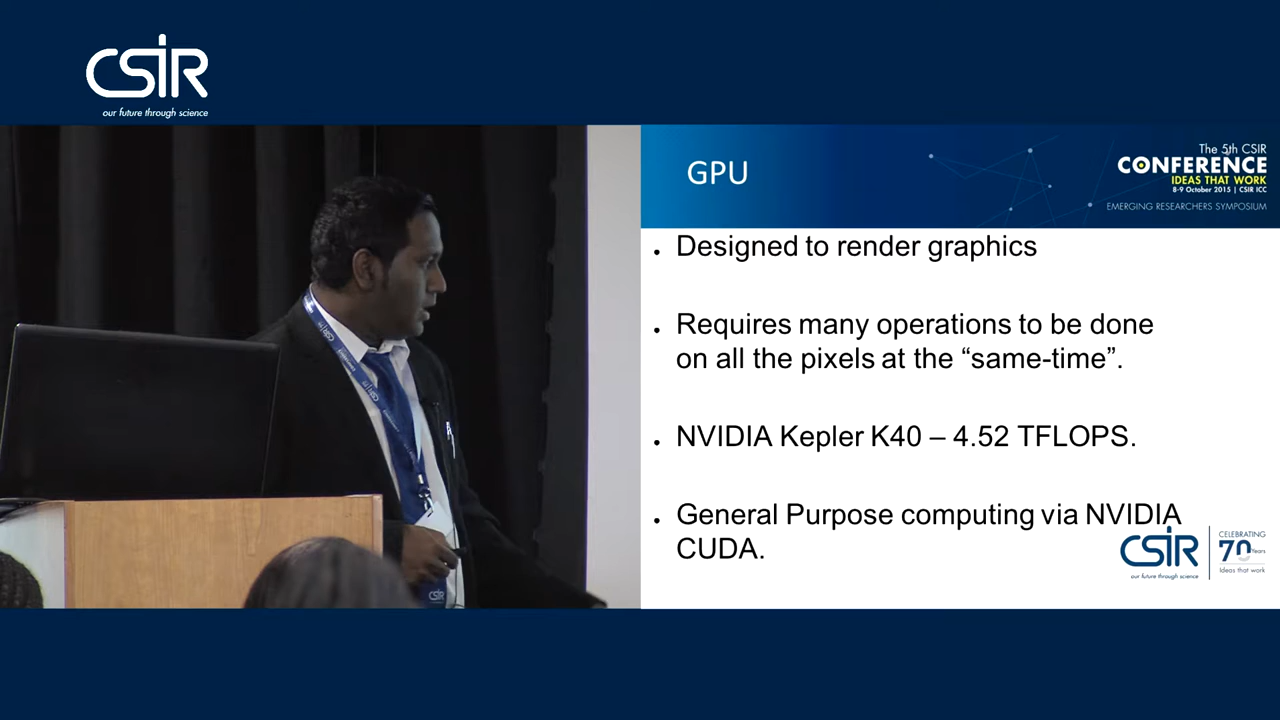 CSIR
our future through science
GPU
The 5th CSIR
CONFERENCE
IDEAS THAT WORK
8-9 October 2015 | CSIR ICC
EMERGING RESEARCHERS SYMPOSIUM
• Designed to render graphics
• Requires many operations to be done
on all the pixels at the “same-time”.
• NVIDIA Kepler K40 – 4.52 TFLOPS.
• General Purpose computing via NVIDIA
CUDA.
CSIR
our future through science
CELEBRATING
70 Years
Ideas that work
CSIR
CSIR
CSIR